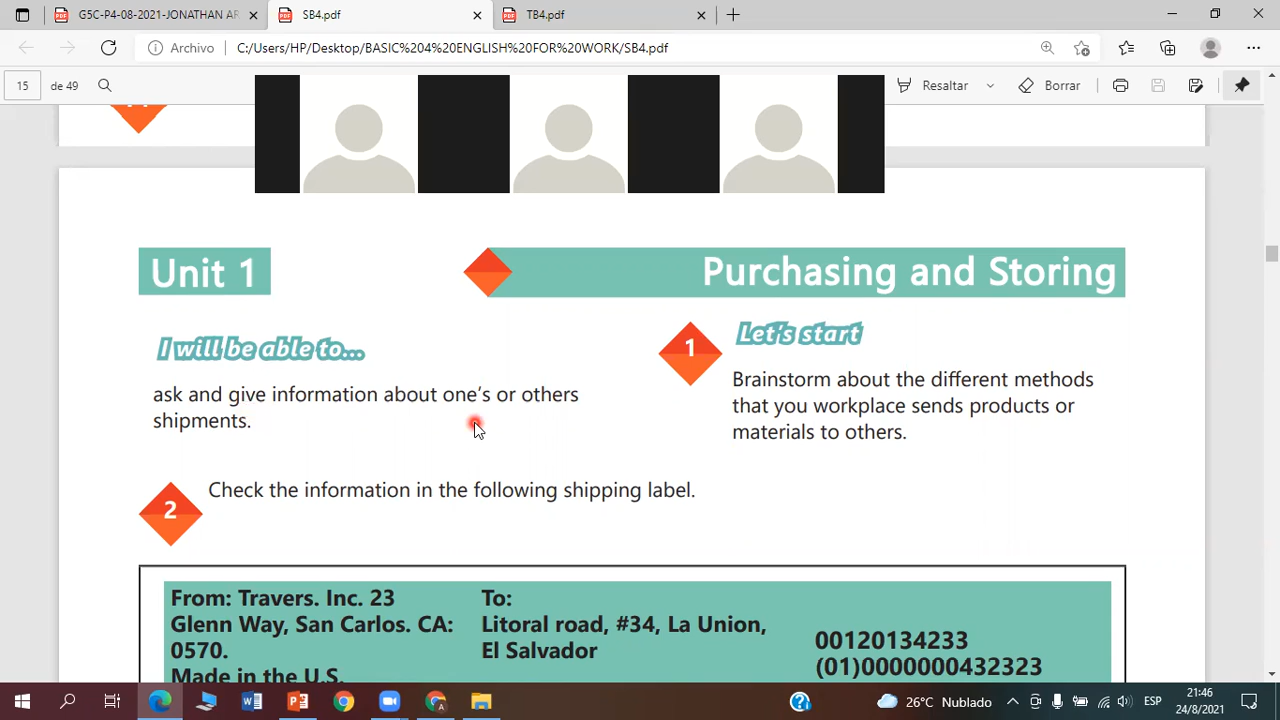 G5C-P4-08-2021-JONATHAN AR
SB4.pdf
TB4.pdf
Archivo
C:/Users/HP/Desktop/BASIC%204%20ENGLISH%20FOR%20WORK/SB4.pdf
15
de 49
Resaltar
Borrar
Unit 1
Purchasing and Storing
I will be able to...
ask and give information about one's or others
shipments.
1
Let's start
Brainstorm about the different methods
that you workplace sends products or
materials to others.
2
Check the information in the following shipping label.
From: Travers. Inc. 23
Glenn Way, San Carlos. CA:
0570.
Made in the U.S.
To:
Litoral road, #34, La Union,
El Salvador
00120134233
(01)0000000432323
26°C Nublado
ESP
21:46
24/8/2021